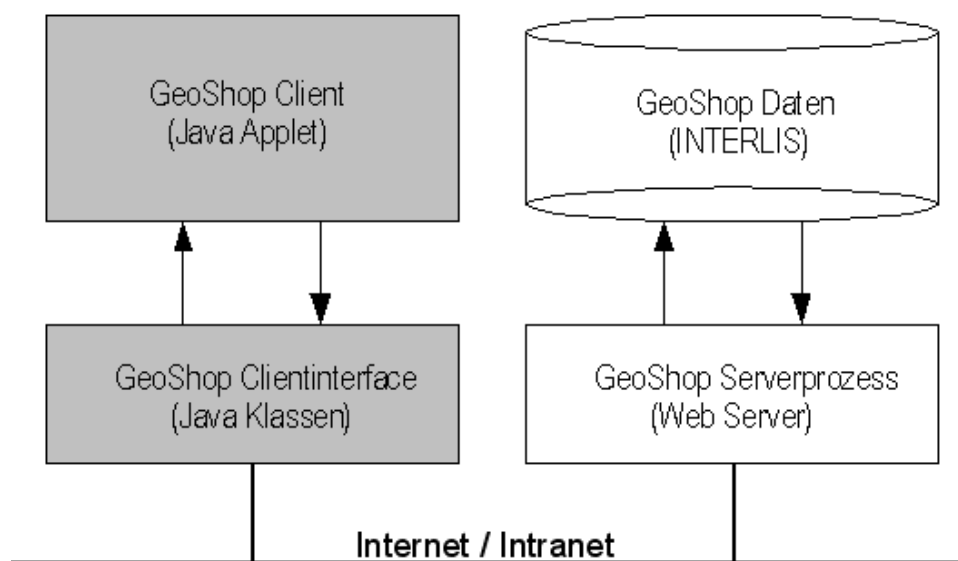 GeoShop Client
(Java Applet)
GeoShop Daten
(INTERLIS)
GeoShop Clientinterface
(Java Klassen)
GeoShop Serverprozess
(Web Server)
Internet / Intranet